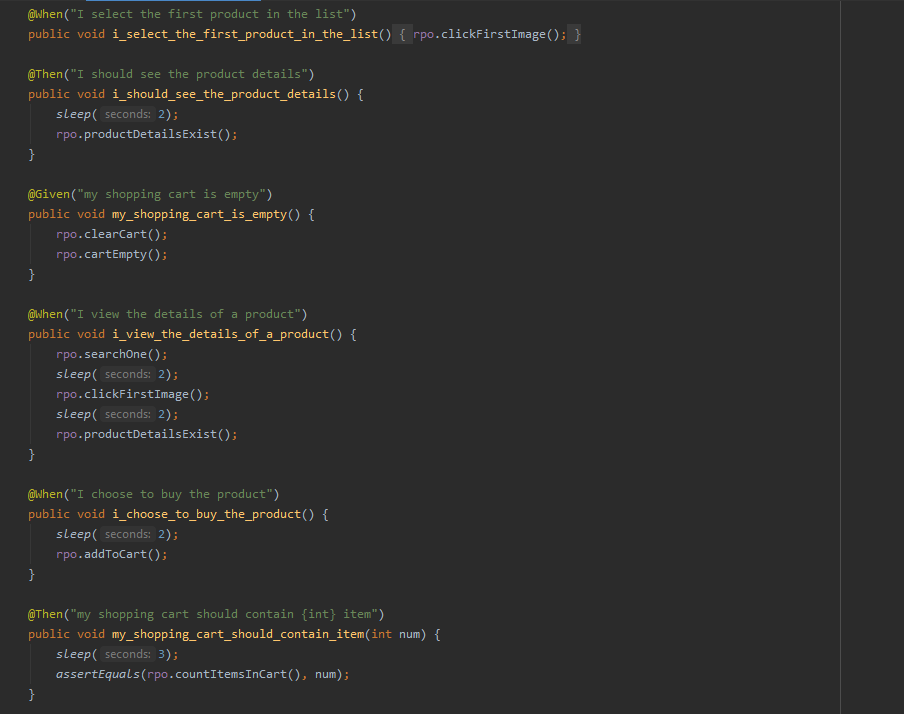 @When("I select the first product in the list")
public void i_select_the_first_product_in_the_list() { rpo.clickFirstImage(); }
@Then("I should see the product details")
public void i_should_see_the_product_details() {
sleep( seconds: 2);
rpo.productDetailsExist();
}
@Given("my shopping cart is empty")
public void my_shopping_cart_is_empty() {
rpo.clearCart();
rpo.cartEmpty();
}
@When("I view the details of a product")
public void i_view_the_details_of_a_product() {
rpo.searchOne();
sleep( seconds: 2);
rpo.clickFirstImage();
sleep( seconds: 2);
rpo.productDetailsExist();
}
@When("I choose to buy the product")
public void i_choose_to_buy_the_product() {
sleep( seconds: 2);
rpo.addToCart();
}
@Then("my shopping cart should contain {int} item")
public void my_shopping_cart_should_contain_item(int num) {
sleep( seconds: 3);
assertEquals(rpo.countItemsInCart(), num);
}